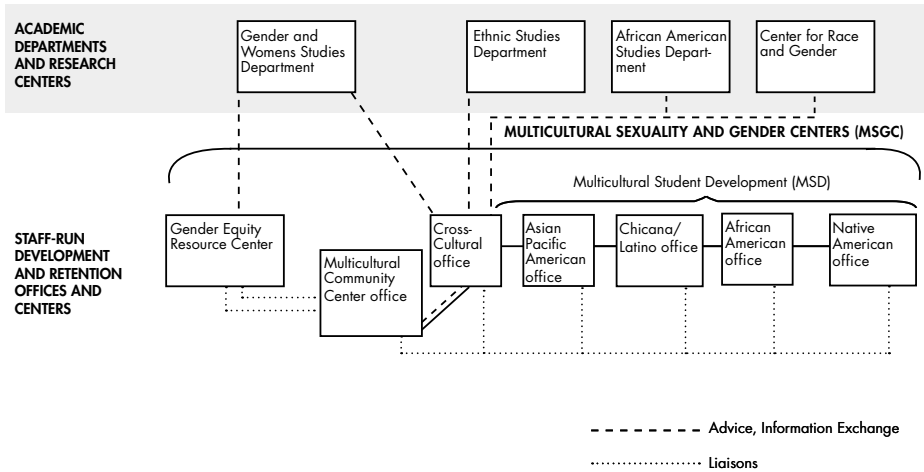 ACADEMIC
DEPARTMENTS
AND RESEARCH
CENTERS
Gender and
Womens Studies
Department
Ethnic Studies
Department
African American
Studies Depart-
ment
Center for Race
and Gender
MULTICULTURAL SEXUALITY AND GENDER CENTERS (MSGC)
Multicultural Student Development (MSD)
STAFF-RUN
DEVELOPMENT
AND RETENTION
OFFICES AND
CENTERS
Gender Equity
Resource Center
Multicultural
Community
Center office
Cross-
Cultural
office
Asian
Pacific
American
office
Chicana/
Latino office
African
American
office
Native
American
office
Advice, Information Exchange
Liaisons